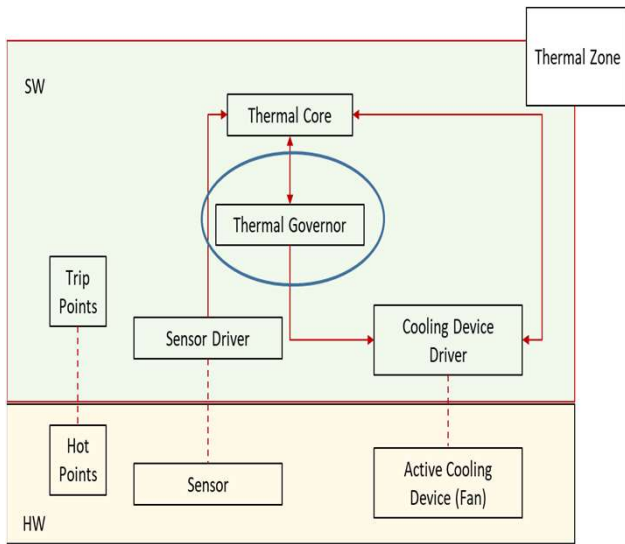 Thermal Zone
SW
Thermal Core
Thermal Governor
Trip
Points
Sensor Driver
Cooling Device
Driver
Hot
Points
Sensor
Active Cooling
Device (Fan)
HW